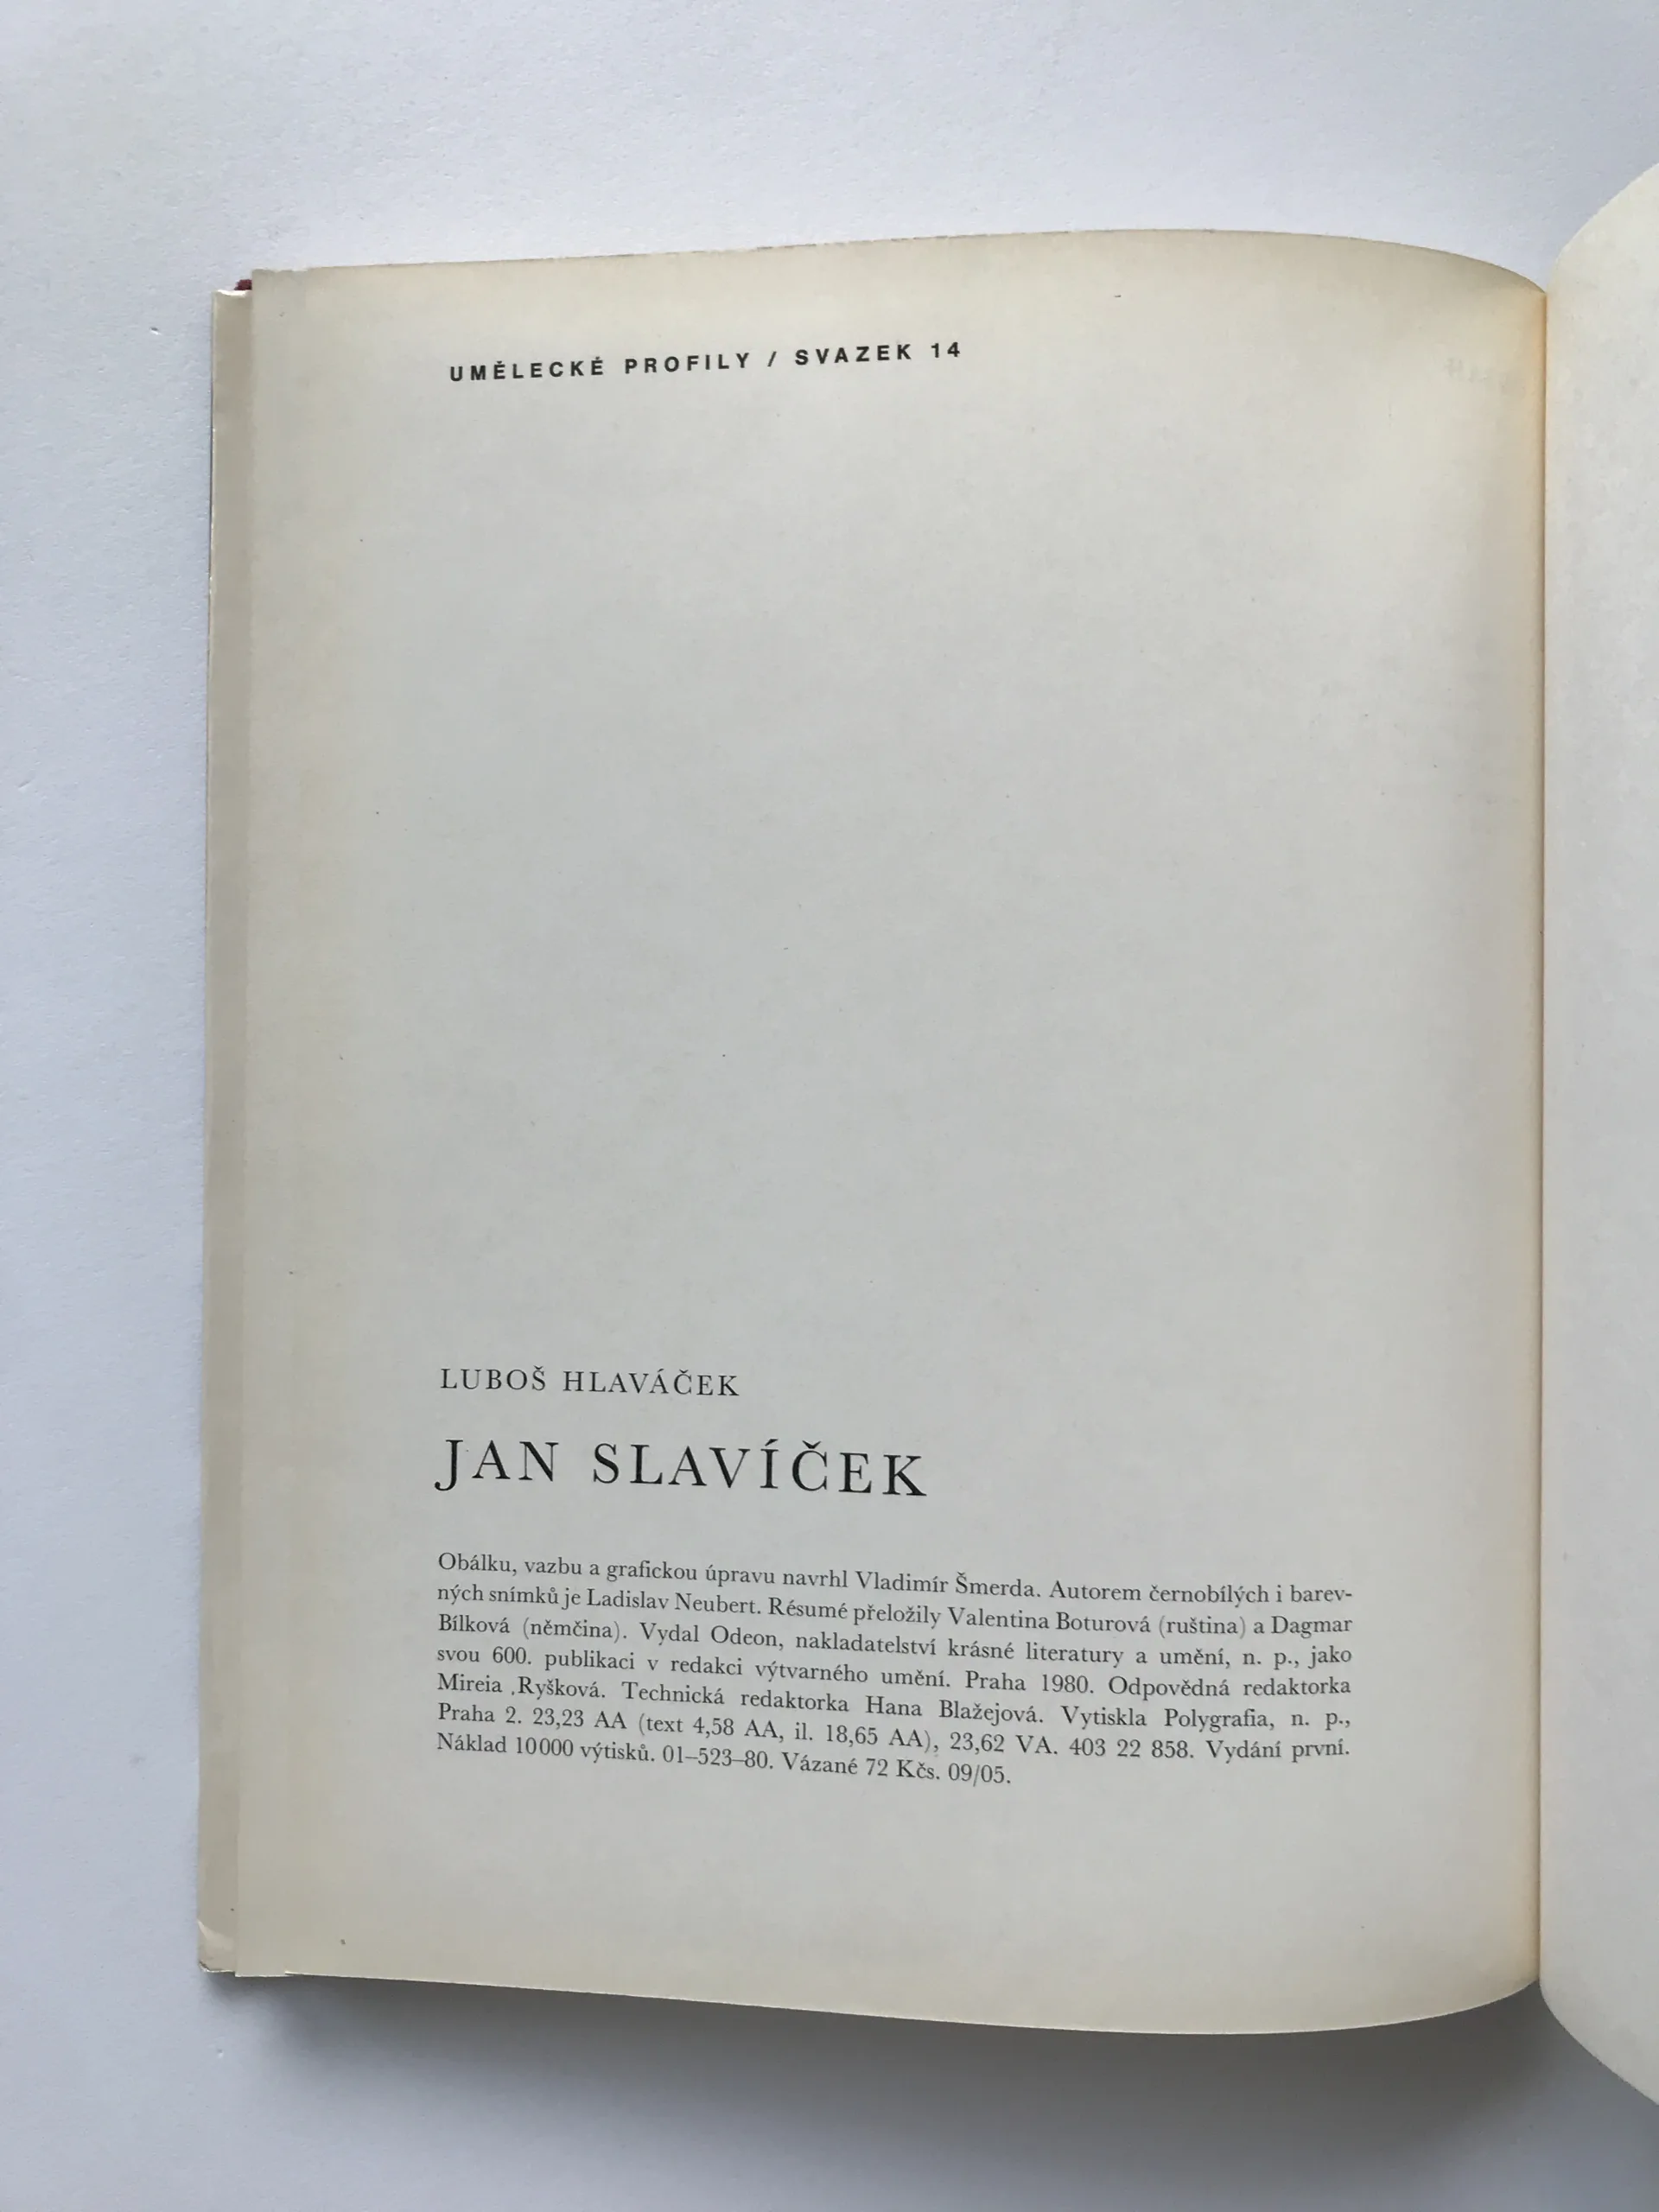 UMĚLECKÉ PROFILY / SVAZEK 14
LUBOŠ HLAVÁČEK
JAN SLAVÍČEK
Obálku, vazbu a grafickou úpravu navrhl Vladimír Šmerda. Autorem černobílých i barev-
ných snímků je Ladislav Neubert. Résumé přeložily Valentina Boturová (ruština) a Dagmar
Bílková (němčina). Vydal Odeon, nakladatelství krásné literatury a umění, n. p., jako
svou 600. publikaci v redakci výtvarného umění. Praha 1980. Odpovědná redaktorka
Mireia Ryšková. Technická redaktorka Hana Blažejová. Vytiskla Polygrafia, n. p.,
Praha 2. 23,23 AA (text 4,58 AA, il. 18,65 AA), 23,62 VA. 403 22 858. Vydání první.
Náklad 10000 výtisků. 01–523–80. Vázané 72 Kčs. 09/05.